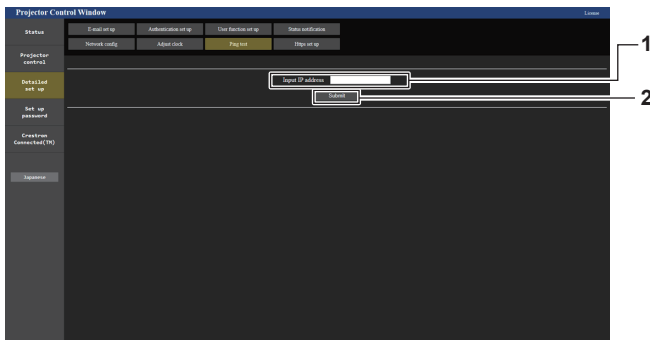 Projector Control Window
License
Status
E-mail set up
Authentication set up
User function set up
Status notification
Network config
Adjust clock
Ping test
Https set up
Projector
control
Detailed
set up
Set up
password
Crestron
Connected(TM)
Japanese
Input IP address
Submit
1
2